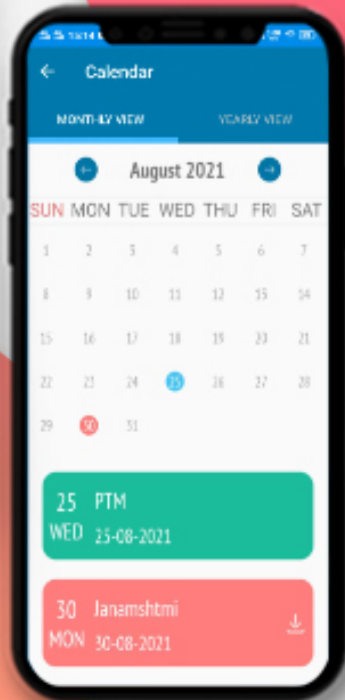 Calendar
MONTHLY VIEW YEARLY VIEW
August 2021
SUN MON TUE WED THU FRI SAT
1 2 3 4 5 6 7
8 9 10 11 12 13 14
15 16 17 18 19 20 21
22 23 24 25 26 27 28
29 30 31
25 PTM
WED 25-08-2021
30 Janamshtmi
MON 30-08-2021